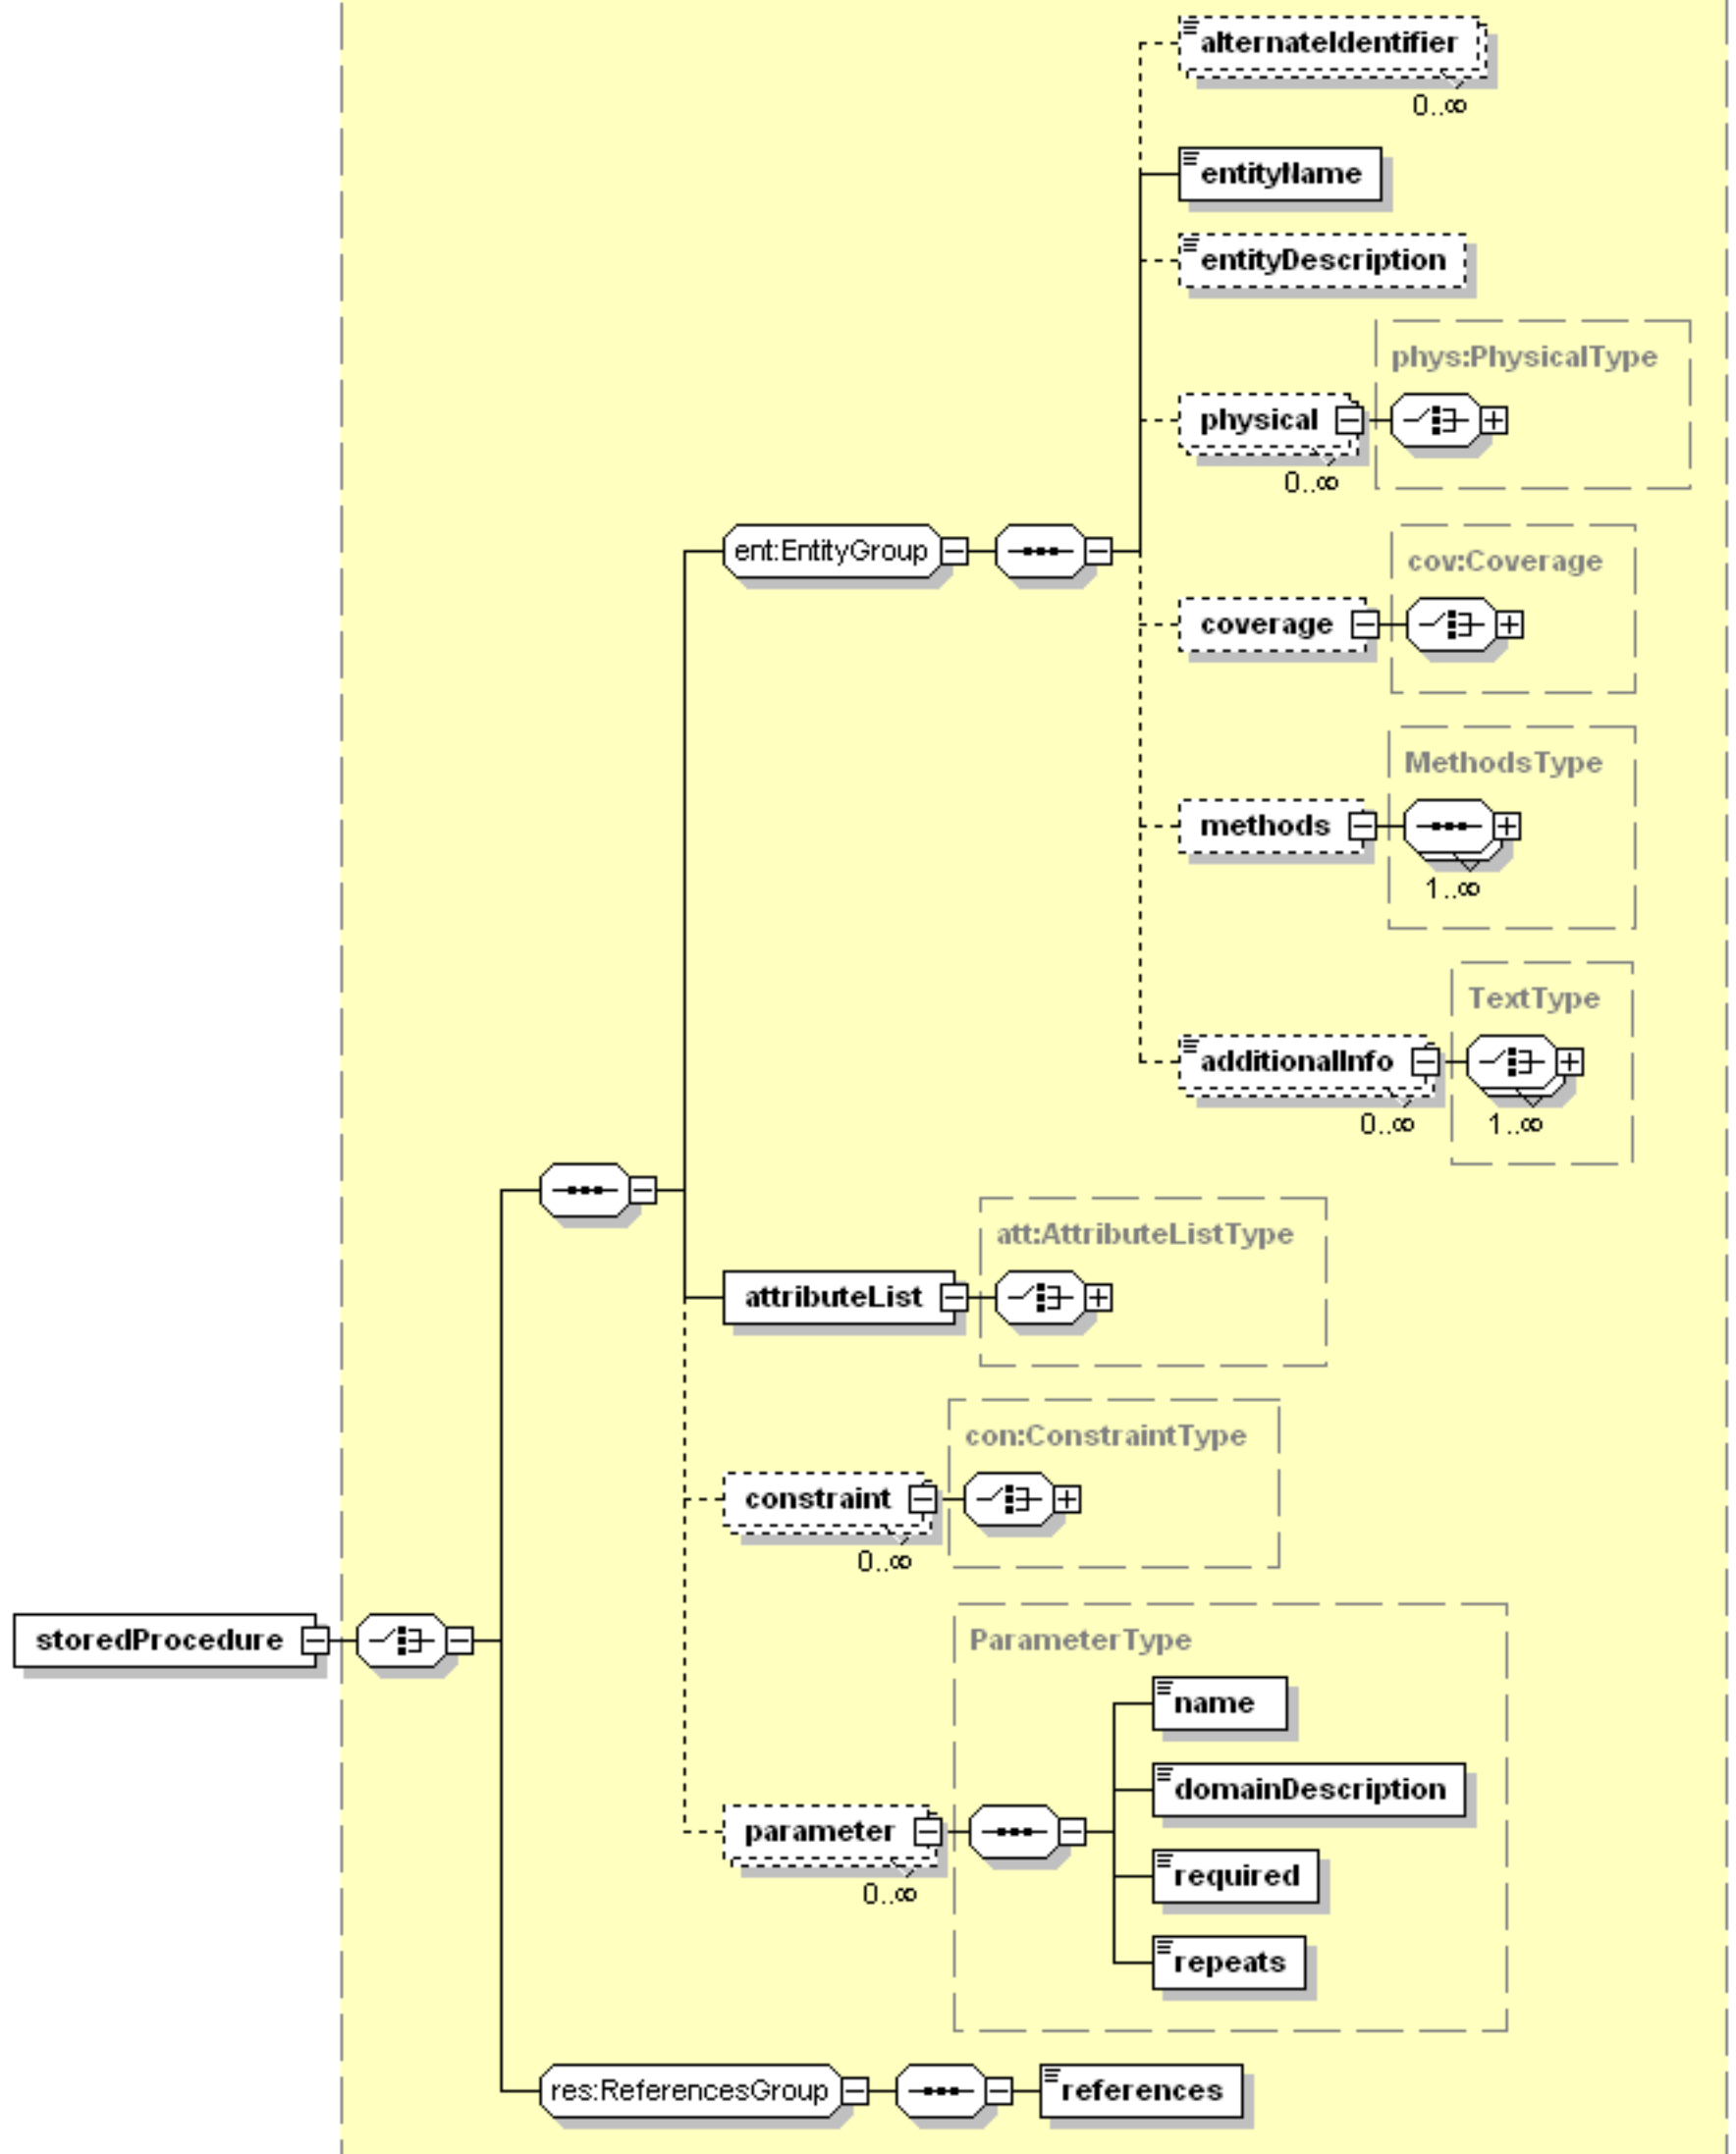 alternateIdentifier
0..∞
entityName
entityDescription
phys:PhysicalType
physical
0..∞
ent:EntityGroup
cov:Coverage
coverage
MethodsType
methods
1..∞
TextType
additionalInfo
0..∞
1..∞
att:AttributeListType
attributeList
con:ConstraintType
constraint
0..∞
storedProcedure
ParameterType
name
domainDescription
parameter
0..∞
required
repeats
res:ReferencesGroup
references